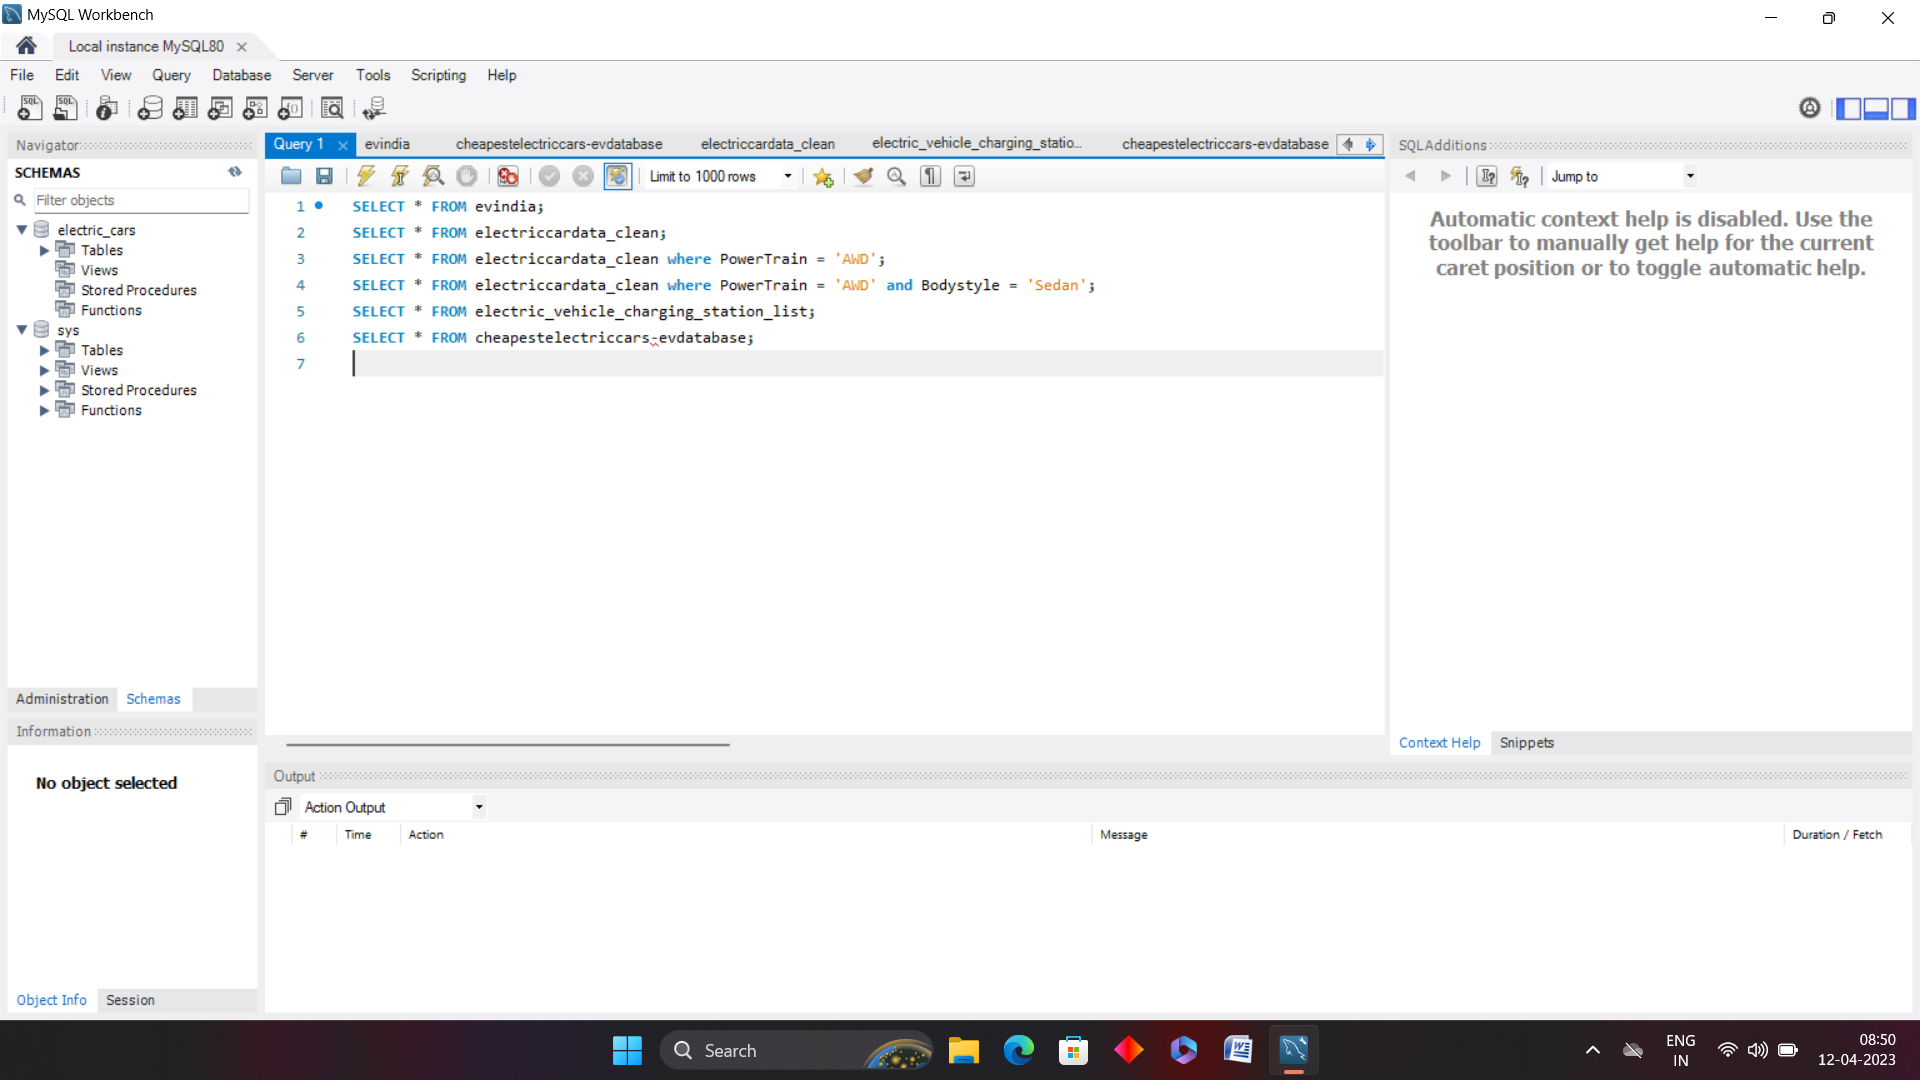 MySQL Workbench
Local instance MySQL80
File Edit View Query Database Server Tools Scripting Help
Navigator
SCHEMAS
Filter objects
electric_cars
Tables
Views
Stored Procedures
Functions
sys
Tables
Views
Stored Procedures
Functions
Administration Schemas
Information
No object selected
Object Info Session
Query 1 evindia cheapestelectriccars-evdatabase electriccardata_clean electric_vehicle_charging_statio... cheapestelectriccars-evdatabase
Limit to 1000 rows
1 SELECT * FROM evindia;
2 SELECT * FROM electriccardata_clean;
3 SELECT * FROM electriccardata_clean where PowerTrain = 'AWD';
4 SELECT * FROM electriccardata_clean where PowerTrain = 'AWD' and Bodystyle = 'Sedan';
5 SELECT * FROM electric_vehicle_charging_station_list;
6 SELECT * FROM cheapestelectriccars-evdatabase;
7
SQLAdditions
Jump to
Automatic context help is disabled. Use the
toolbar to manually get help for the current
caret position or to toggle automatic help.
Context Help Snippets
Output
Action Output
# Time Action Message Duration / Fetch
Search
ENG
IN
08:50
12-04-2023